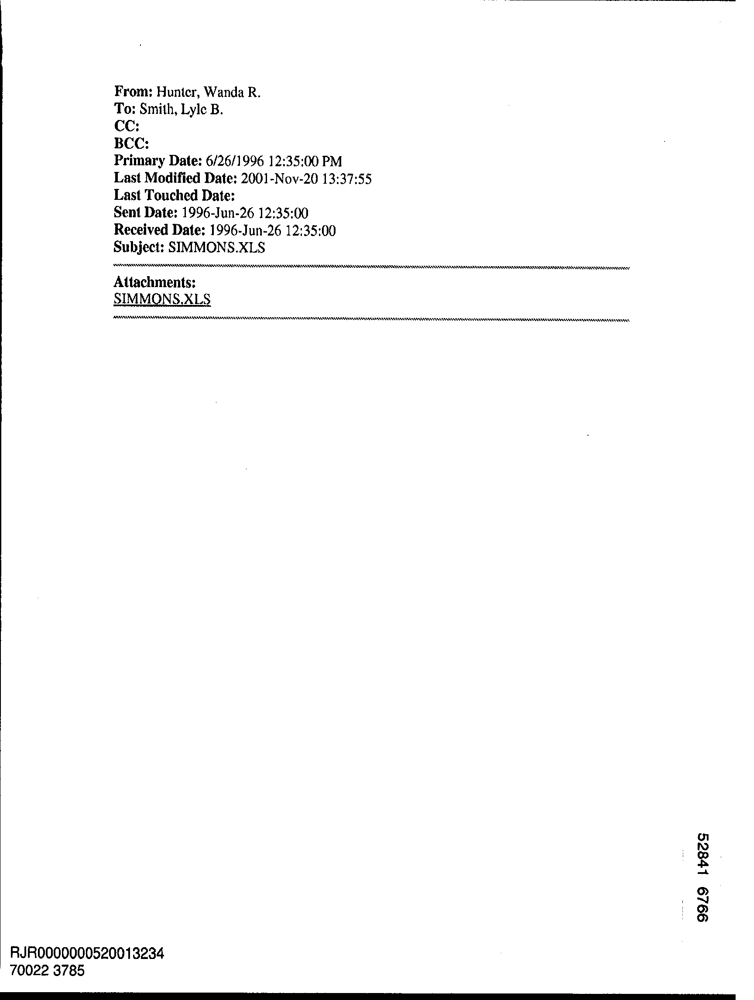 From: Hunter, Wanda R.
To: Smith, Lyle B.
CC:
BCC:
Primary Date: 6/26/1996 12:35:00 PM
Last Modified Date: 2001-Nov-20 13:37:55
Last Touched Date:
Sent Date: 1996-Jun-26 12:35:00
Received Date: 1996-Jun-26 12:35:00
Subject: SIMMONS.XLS
Attachments:
SIMMONS.XLS
52841 6766
RJR0000000520013234
70022 3785